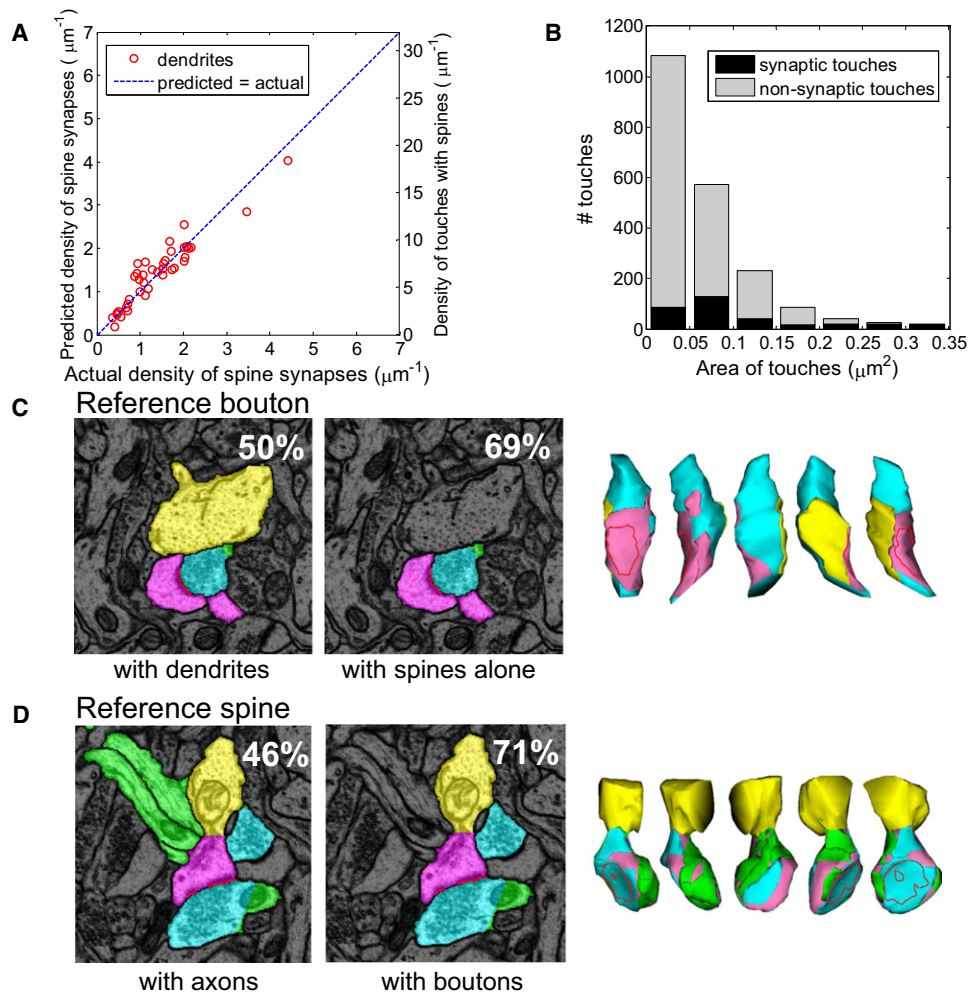 A
Predicted density of spine synapses (μm⁻¹)
7
6
5
4
3
2
1
0
dendrites
predicted = actual
30
25
20
15
10
5
0
Density of touches with spines (μm⁻¹)
0 1 2 3 4 5 6 7
Actual density of spine synapses (μm⁻¹)
B
# touches
1200
1000
800
600
400
200
0
synaptic touches
non-synaptic touches
0 0.05 0.1 0.15 0.2 0.25 0.3 0.35
Area of touches (μm²)
C
Reference bouton
50%
69%
with dendrites
with spines alone
D
Reference spine
46%
71%
with axons
with boutons